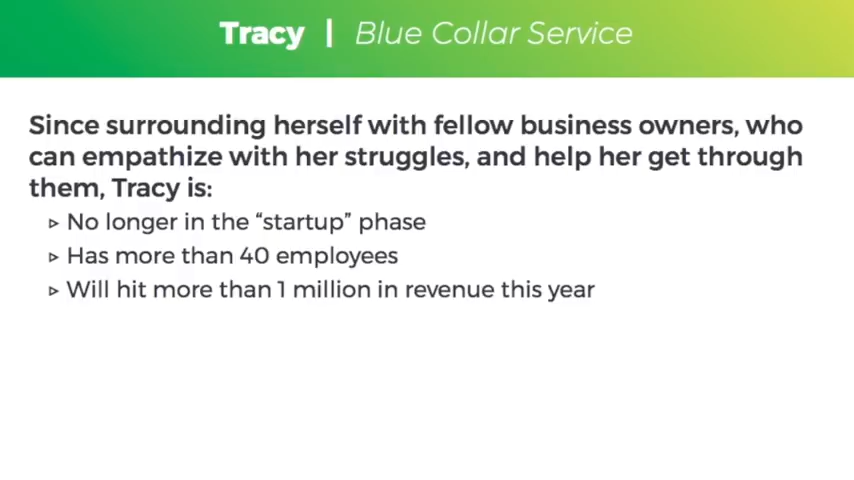 Tracy | Blue Collar Service
Since surrounding herself with fellow business owners, who
can empathize with her struggles, and help her get through
them, Tracy is:
▹ No longer in the “startup” phase
▹ Has more than 40 employees
▹ Will hit more than 1 million in revenue this year